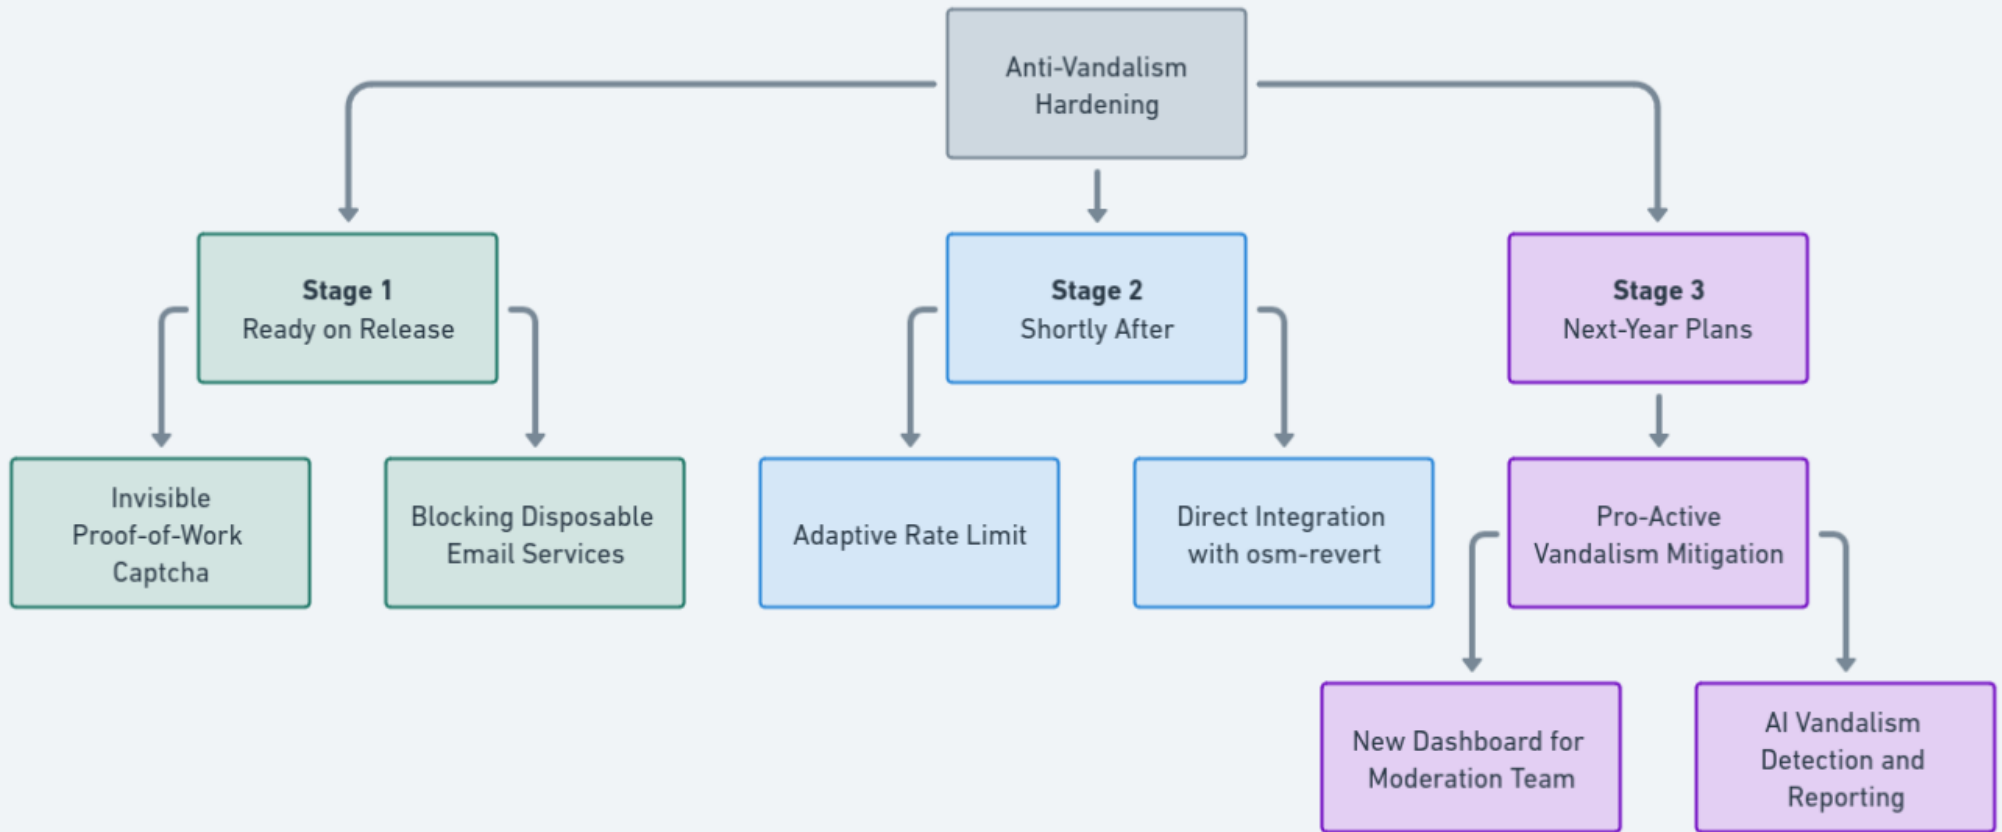 Anti-Vandalism
Hardening
Stage 1
Ready on Release
Stage 2
Shortly After
Stage 3
Next-Year Plans
Invisible
Proof-of-Work
Captcha
Blocking Disposable
Email Services
Adaptive Rate Limit
Direct Integration
with osm-revert
Pro-Active
Vandalism Mitigation
New Dashboard for
Moderation Team
AI Vandalism
Detection and
Reporting